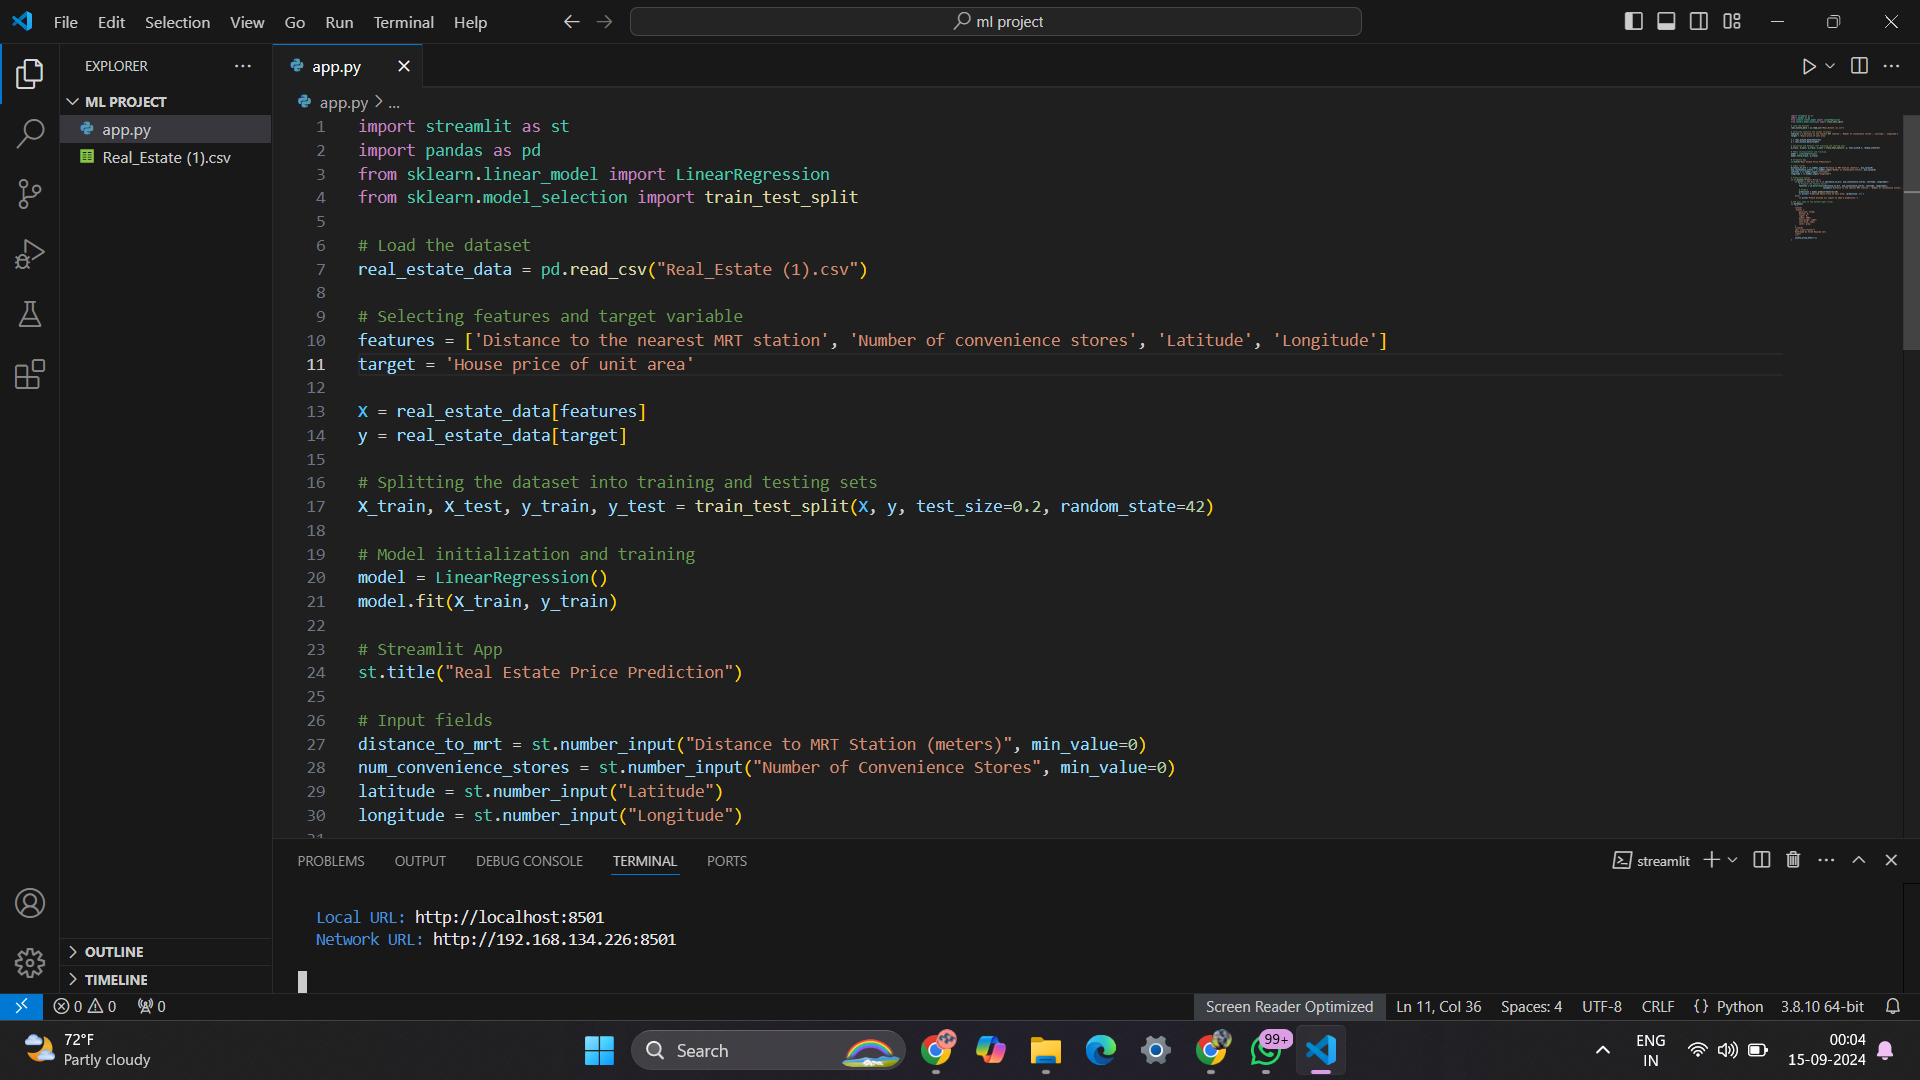 File Edit Selection View Go Run Terminal Help
ml project
EXPLORER
ML PROJECT
app.py
Real_Estate (1).csv
OUTLINE
TIMELINE
app.py
app.py > ...
1 import streamlit as st
2 import pandas as pd
3 from sklearn.linear_model import LinearRegression
4 from sklearn.model_selection import train_test_split
5
6 # Load the dataset
7 real_estate_data = pd.read_csv("Real_Estate (1).csv")
8
9 # Selecting features and target variable
10 features = ['Distance to the nearest MRT station', 'Number of convenience stores', 'Latitude', 'Longitude']
11 target = 'House price of unit area'
12
13 X = real_estate_data[features]
14 y = real_estate_data[target]
15
16 # Splitting the dataset into training and testing sets
17 X_train, X_test, y_train, y_test = train_test_split(X, y, test_size=0.2, random_state=42)
18
19 # Model initialization and training
20 model = LinearRegression()
21 model.fit(X_train, y_train)
22
23 # Streamlit App
24 st.title("Real Estate Price Prediction")
25
26 # Input fields
27 distance_to_mrt = st.number_input("Distance to MRT Station (meters)", min_value=0)
28 num_convenience_stores = st.number_input("Number of Convenience Stores", min_value=0)
29 latitude = st.number_input("Latitude")
30 longitude = st.number_input("Longitude")
31
PROBLEMS OUTPUT DEBUG CONSOLE TERMINAL PORTS
streamlit
Local URL: http://localhost:8501
Network URL: http://192.168.134.226:8501
0 0 0
Screen Reader Optimized Ln 11, Col 36 Spaces: 4 UTF-8 CRLF {} Python 3.8.10 64-bit
72°F
Partly cloudy
Search
99+
ENG
IN
00:04
15-09-2024